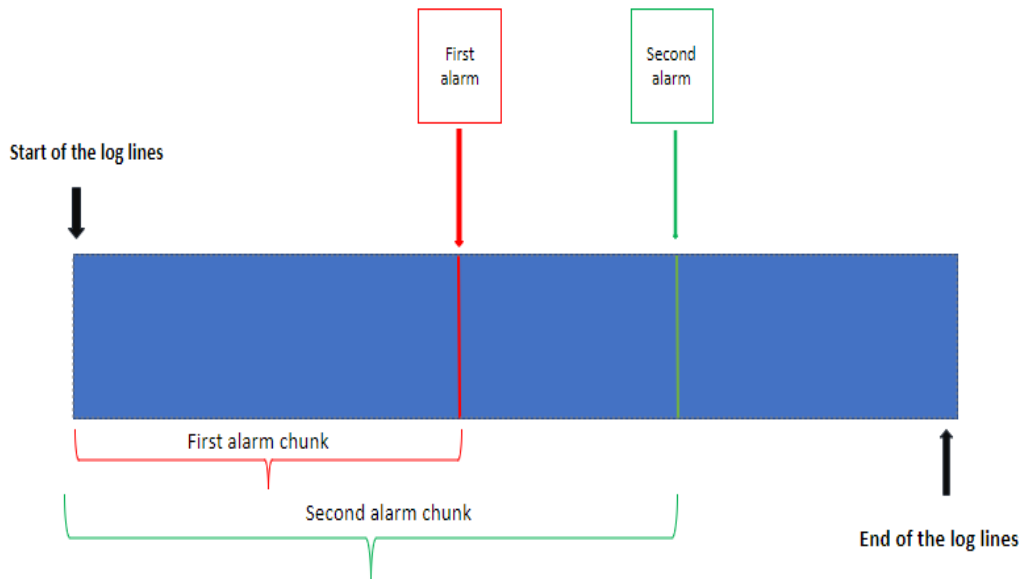 First
alarm
Second
alarm
Start of the log lines
First alarm chunk
Second alarm chunk
End of the log lines